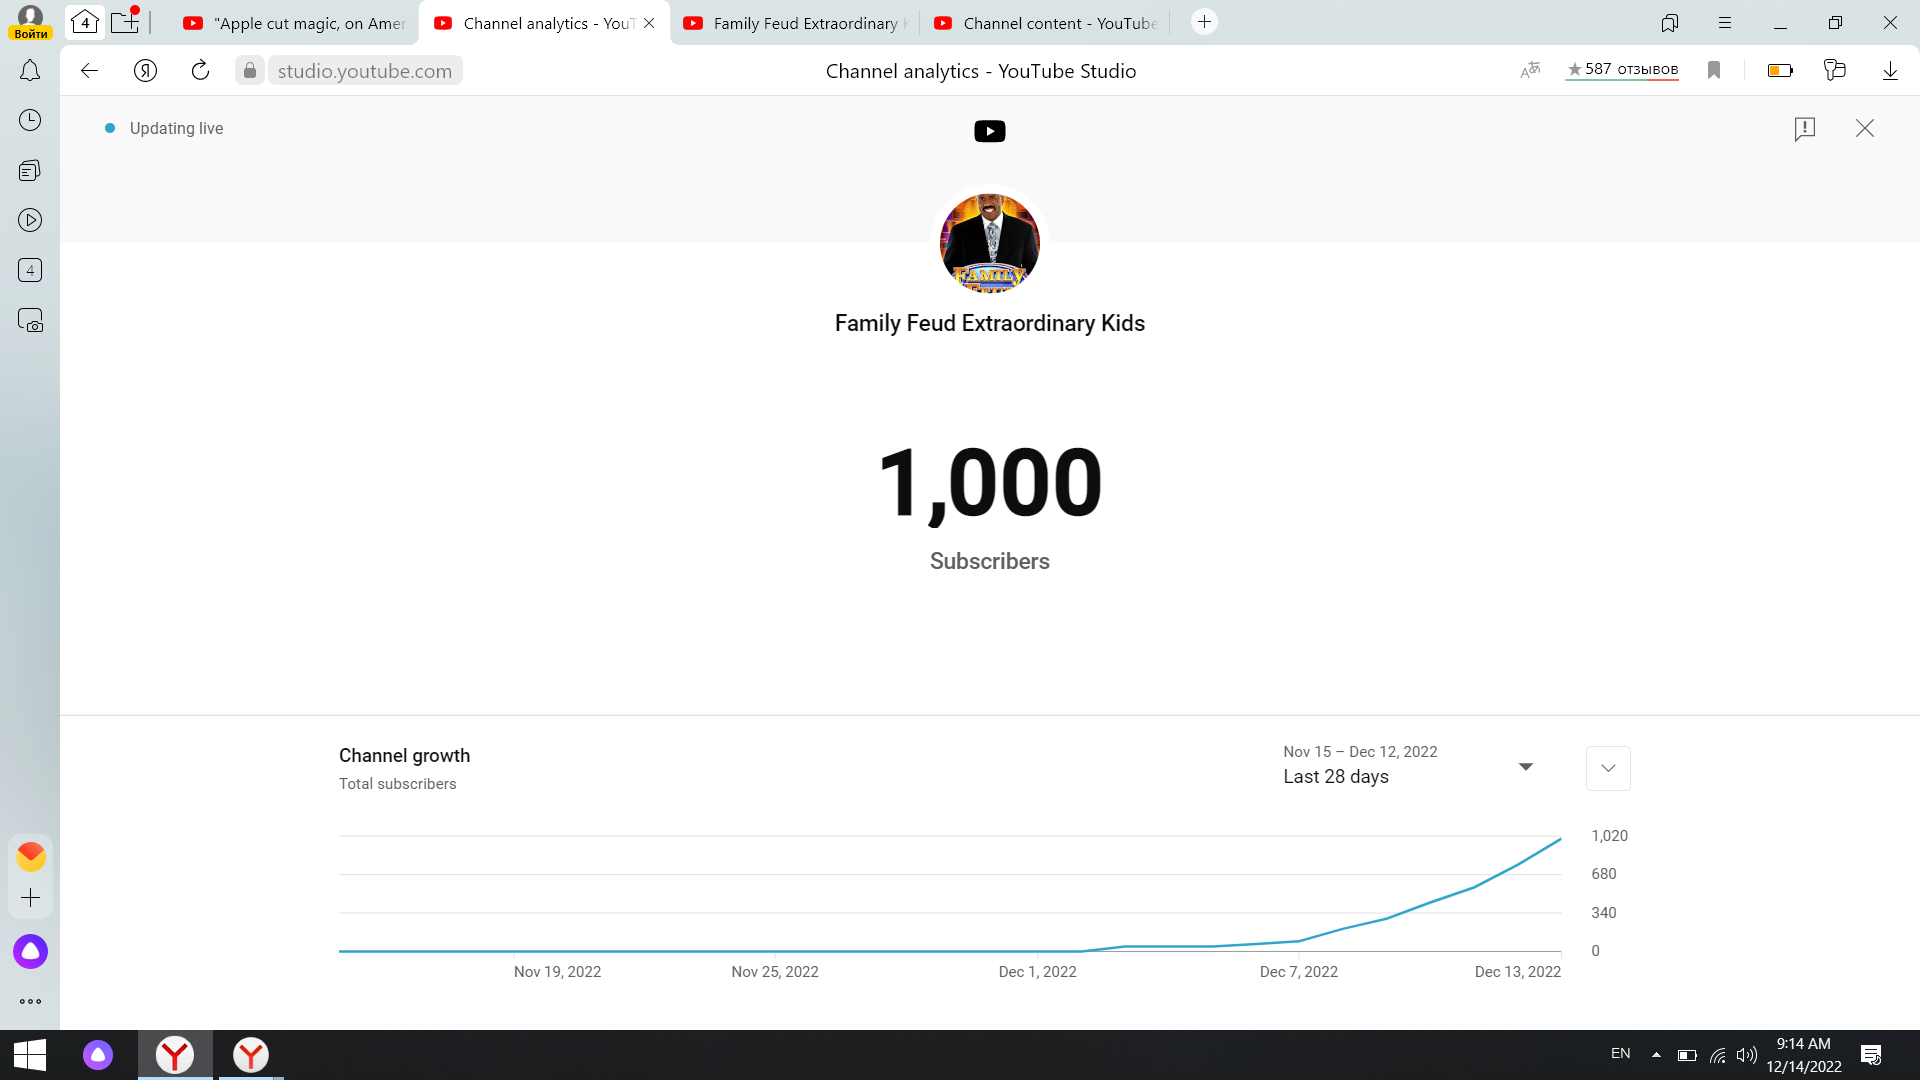 Войти
4
"Apple cut magic, on Amer
Channel analytics - YouT
Family Feud Extraordinary
Channel content - YouTube
Я
studio.youtube.com
Channel analytics - YouTube Studio
587 отзывов
4
Updating live
FAMILY
FEUD
Family Feud Extraordinary Kids
1,000
Subscribers
Channel growth
Total subscribers
Nov 15 – Dec 12, 2022
Last 28 days
1,020
680
340
0
Nov 19, 2022
Nov 25, 2022
Dec 1, 2022
Dec 7, 2022
Dec 13, 2022
EN
9:14 AM
12/14/2022